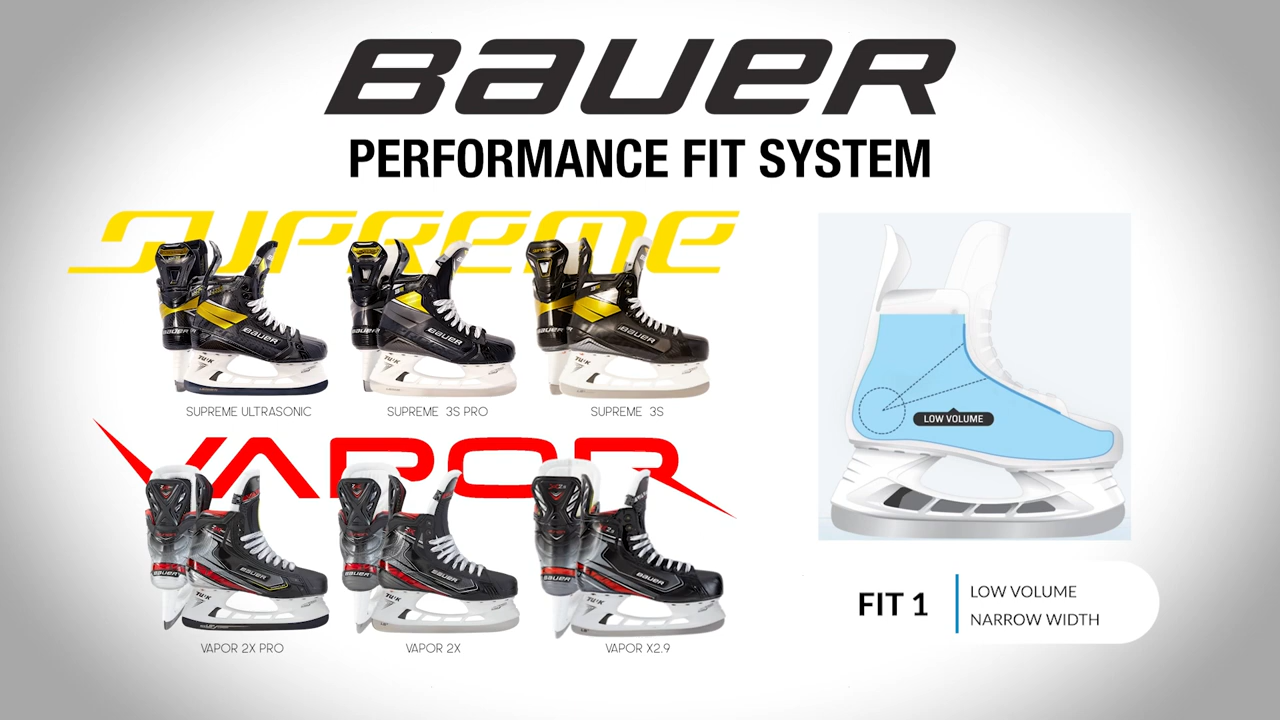 BAUER
PERFORMANCE FIT SYSTEM
SUPREME
SUPREME ULTRASONIC
SUPREME 3S PRO
SUPREME 3S
VAPOR
VAPOR 2X PRO
VAPOR 2X
VAPOR X2.9
LOW VOLUME
FIT 1
LOW VOLUME
NARROW WIDTH